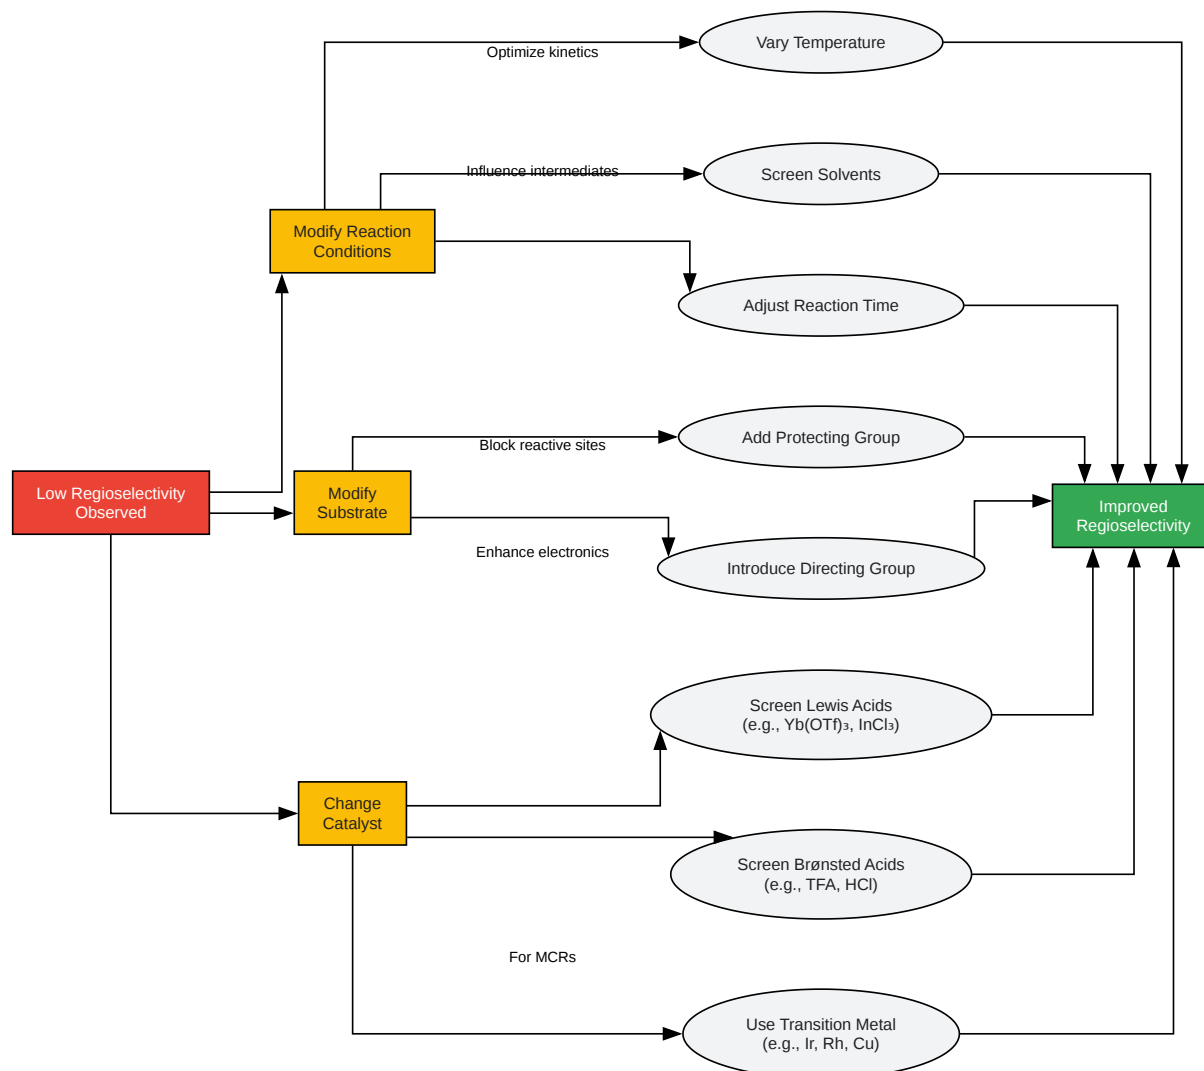 Vary Temperature
Optimize kinetics
Influence intermediates
Screen Solvents
Modify Reaction
Conditions
Adjust Reaction Time
Add Protecting Group
Block reactive sites
Low Regioselectivity
Observed
Modify
Substrate
Improved
Regioselectivity
Enhance electronics
Introduce Directing Group
Screen Lewis Acids
(e.g., Yb(OTf)₃, InCl₃)
Change
Catalyst
Screen Brønsted Acids
(e.g., TFA, HCl)
For MCRs
Use Transition Metal
(e.g., Ir, Rh, Cu)